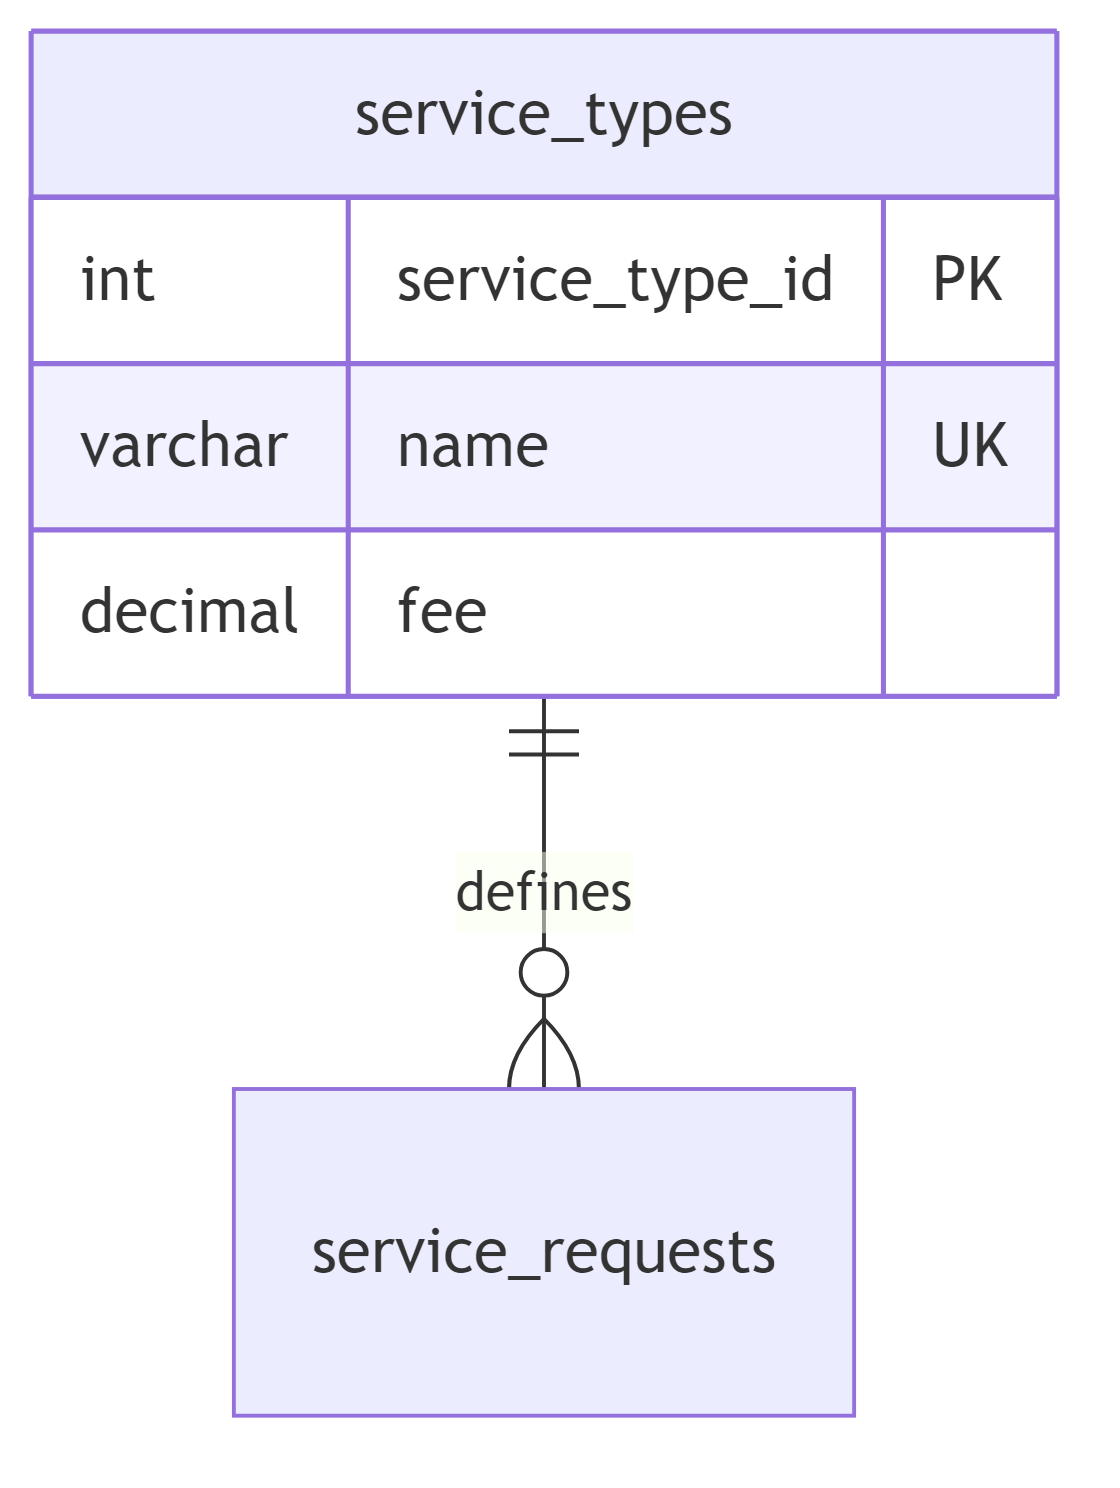 service_types
int service_type_id PK
varchar name UK
decimal fee
defines
service_requests